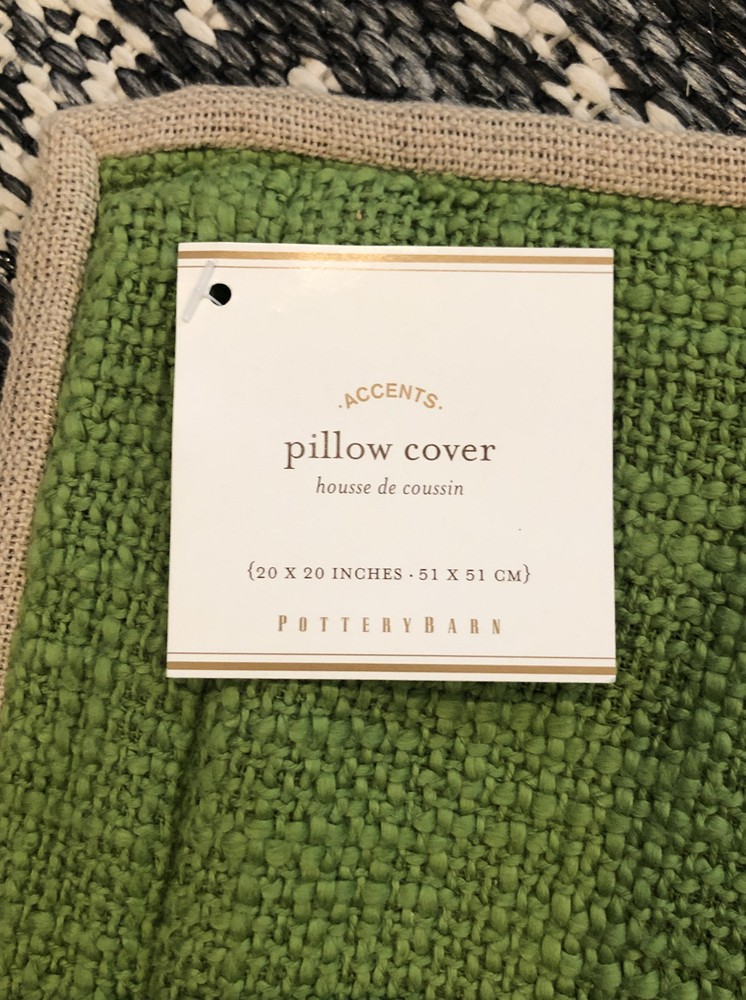 ·ACCENTS·
pillow cover
housse de coussin
{20 X 20 INCHES · 51 X 51 CM}
POTTERYBARN